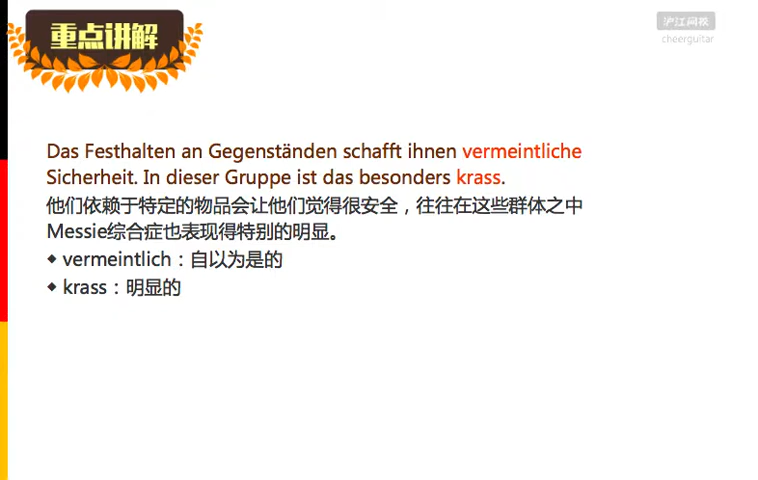 重点讲解
沪江网校
cheerguitar
Das Festhalten an Gegenständen schafft ihnen vermeintliche
Sicherheit. In dieser Gruppe ist das besonders krass.
他们依赖于特定的物品会让他们觉得很安全，往往在这些群体之中
Messie综合症也表现得特别的明显。
◆ vermeintlich：自以为是的
◆ krass：明显的